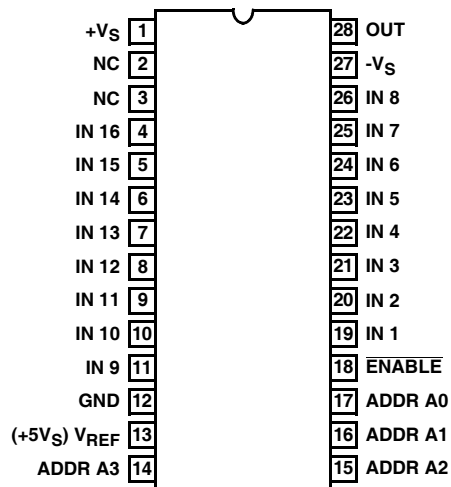 +VS 1 28 OUT
NC 2 27 -VS
NC 3 26 IN 8
IN 16 4 25 IN 7
IN 15 5 24 IN 6
IN 14 6 23 IN 5
IN 13 7 22 IN 4
IN 12 8 21 IN 3
IN 11 9 20 IN 2
IN 10 10 19 IN 1
IN 9 11 18 ENABLE
GND 12 17 ADDR A0
(+5VS) VREF 13 16 ADDR A1
ADDR A3 14 15 ADDR A2